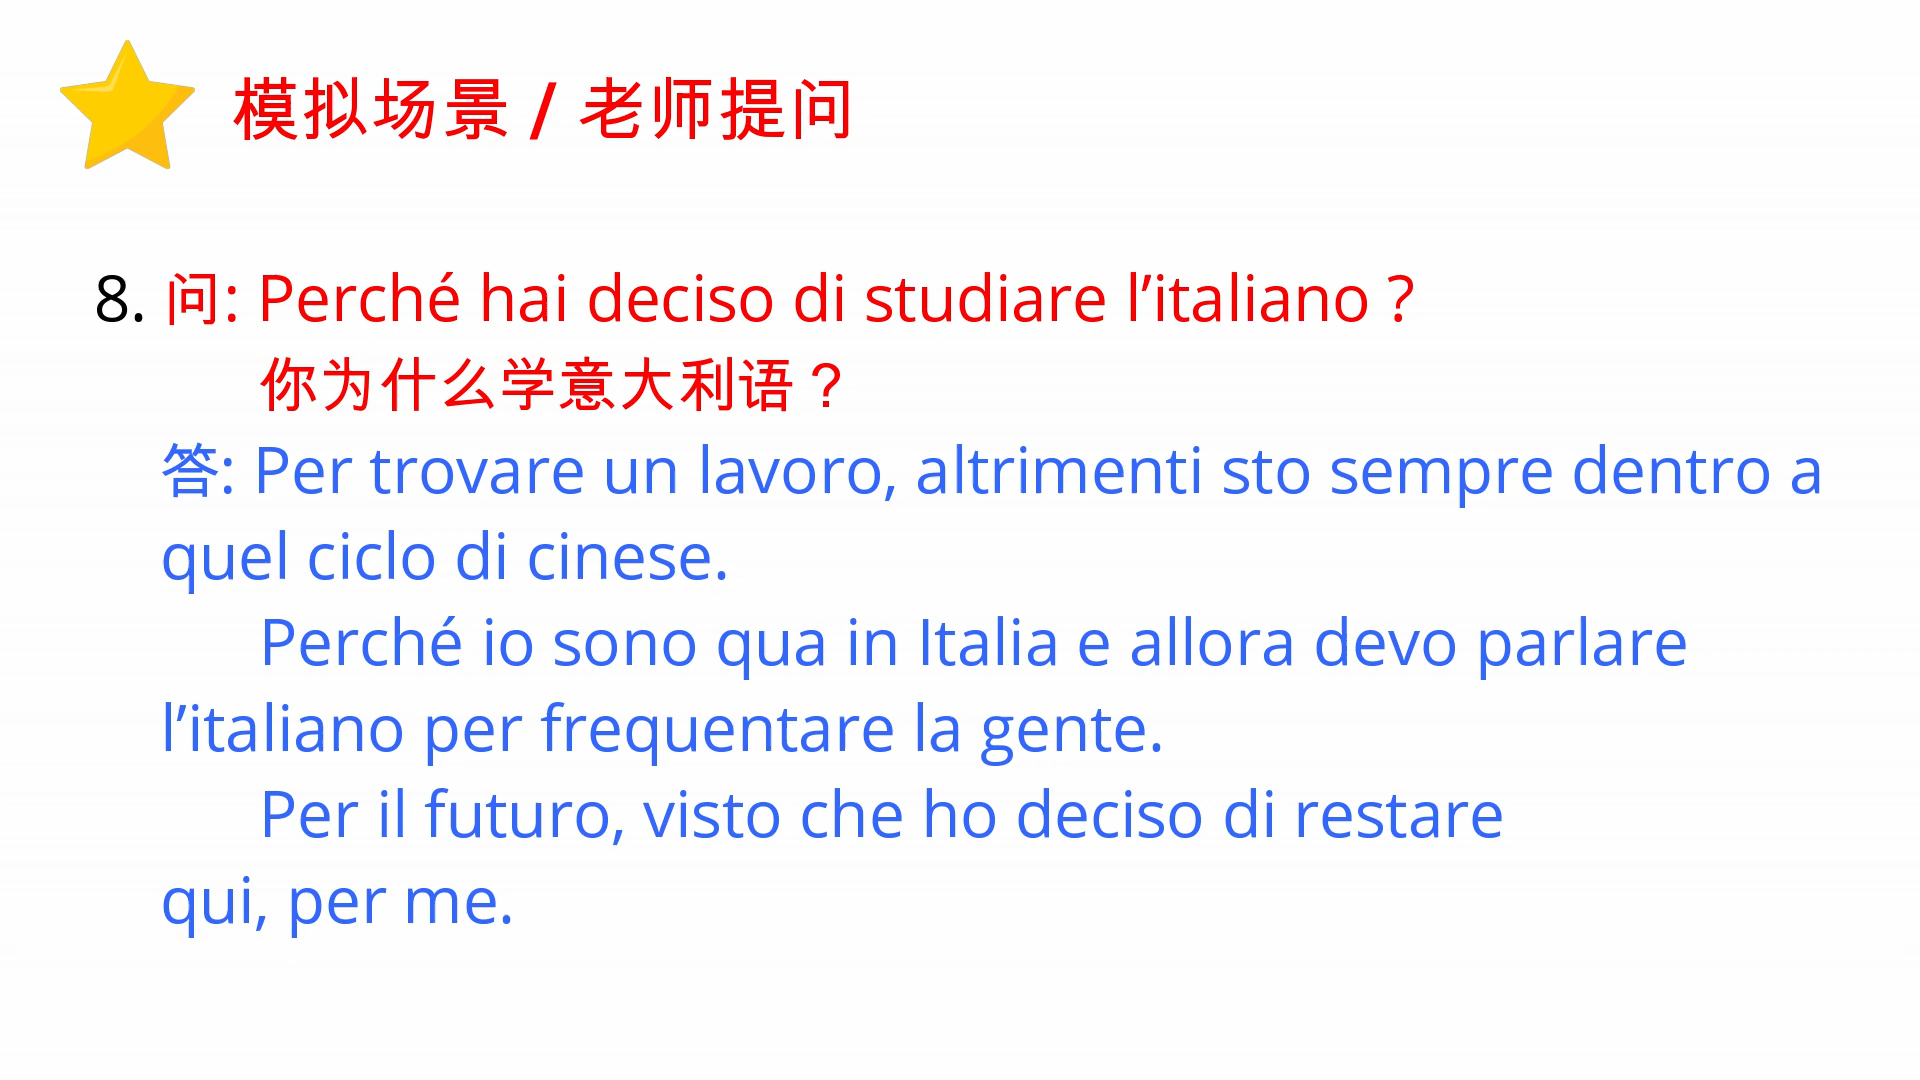 模拟场景 / 老师提问
8. 问: Perché hai deciso di studiare l’italiano ?
你为什么学意大利语 ?
答: Per trovare un lavoro, altrimenti sto sempre dentro a
quel ciclo di cinese.
Perché io sono qua in Italia e allora devo parlare
l’italiano per frequentare la gente.
Per il futuro, visto che ho deciso di restare
qui, per me.